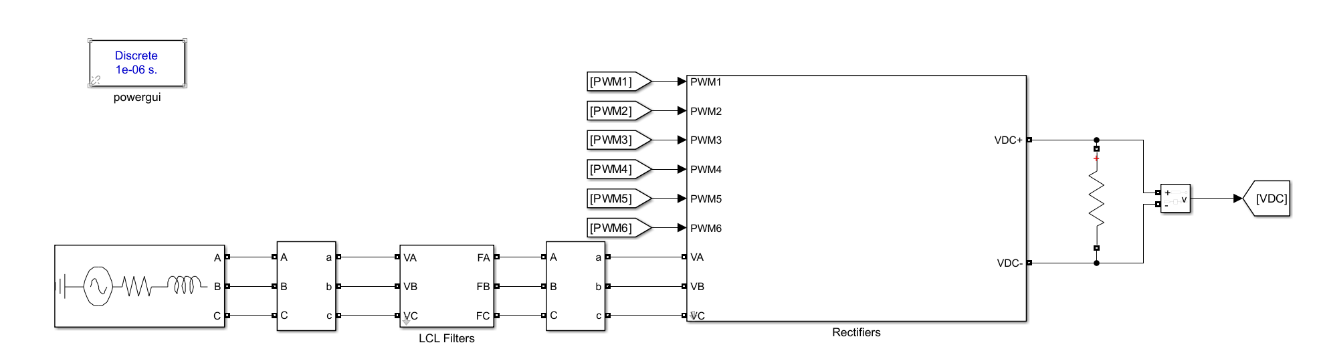 Discrete
1e-06 s.
powergui
[PWM1]
PWM1
[PWM2]
PWM2
[PWM3]
PWM3
VDC+
[PWM4]
PWM4
[PWM5]
PWM5
+
-
v
[VDC]
[PWM6]
PWM6
A
A
a
VA
FA
A
a
VA
VDC-
B
B
b
VB
FB
B
b
VB
C
C
c
VC
FC
C
c
VC
LCL Filters
Rectifiers